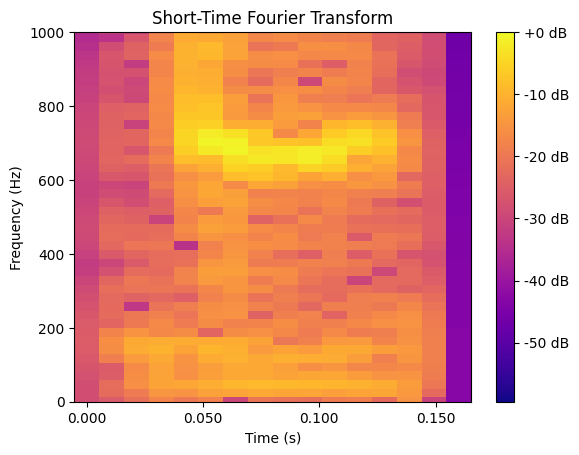 Short-Time Fourier Transform
1000
800
600
400
200
0
Frequency (Hz)
0.000
0.050
0.100
0.150
Time (s)
+0 dB
-10 dB
-20 dB
-30 dB
-40 dB
-50 dB